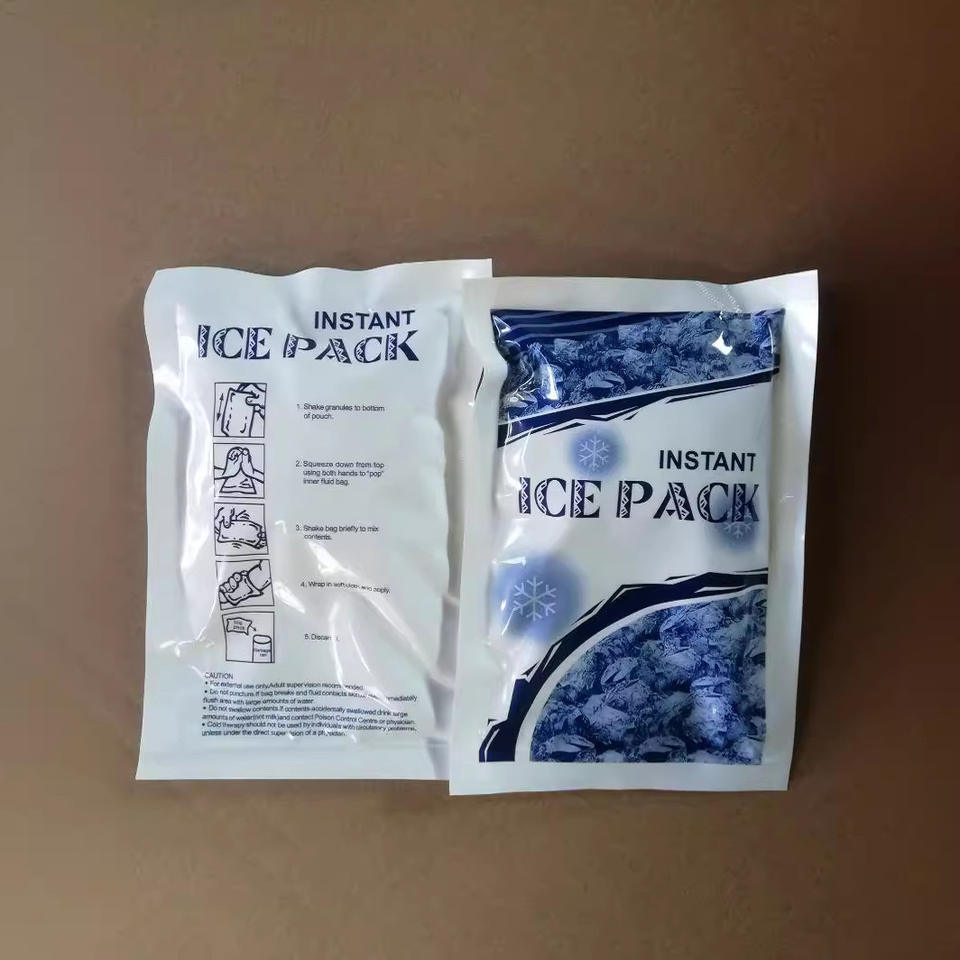 INSTANT
ICE PACK
1. Shake granules to bottom
of pouch.
2. Squeeze down from top
using both hands to "pop"
inner fluid bag.
3. Shake bag briefly to mix
contents.
4. Wrap in soft cloth and apply.
5. Discard.
Garbage
can
CAUTION
• For external use only,Adult supervision recommended.
• Do not puncture.If bag breaks and fluid contacts immediately
flush area with large amounts of water.
• Do not swallow contents.If contents accidentally swallowed drink large
amounts of water(not milk)and contact Poison Control Centre or physician.
• Cold therapy should not be used by individuals with circulatory problems,
unless under the direct supervision of a physician.
INSTANT
ICE PACK